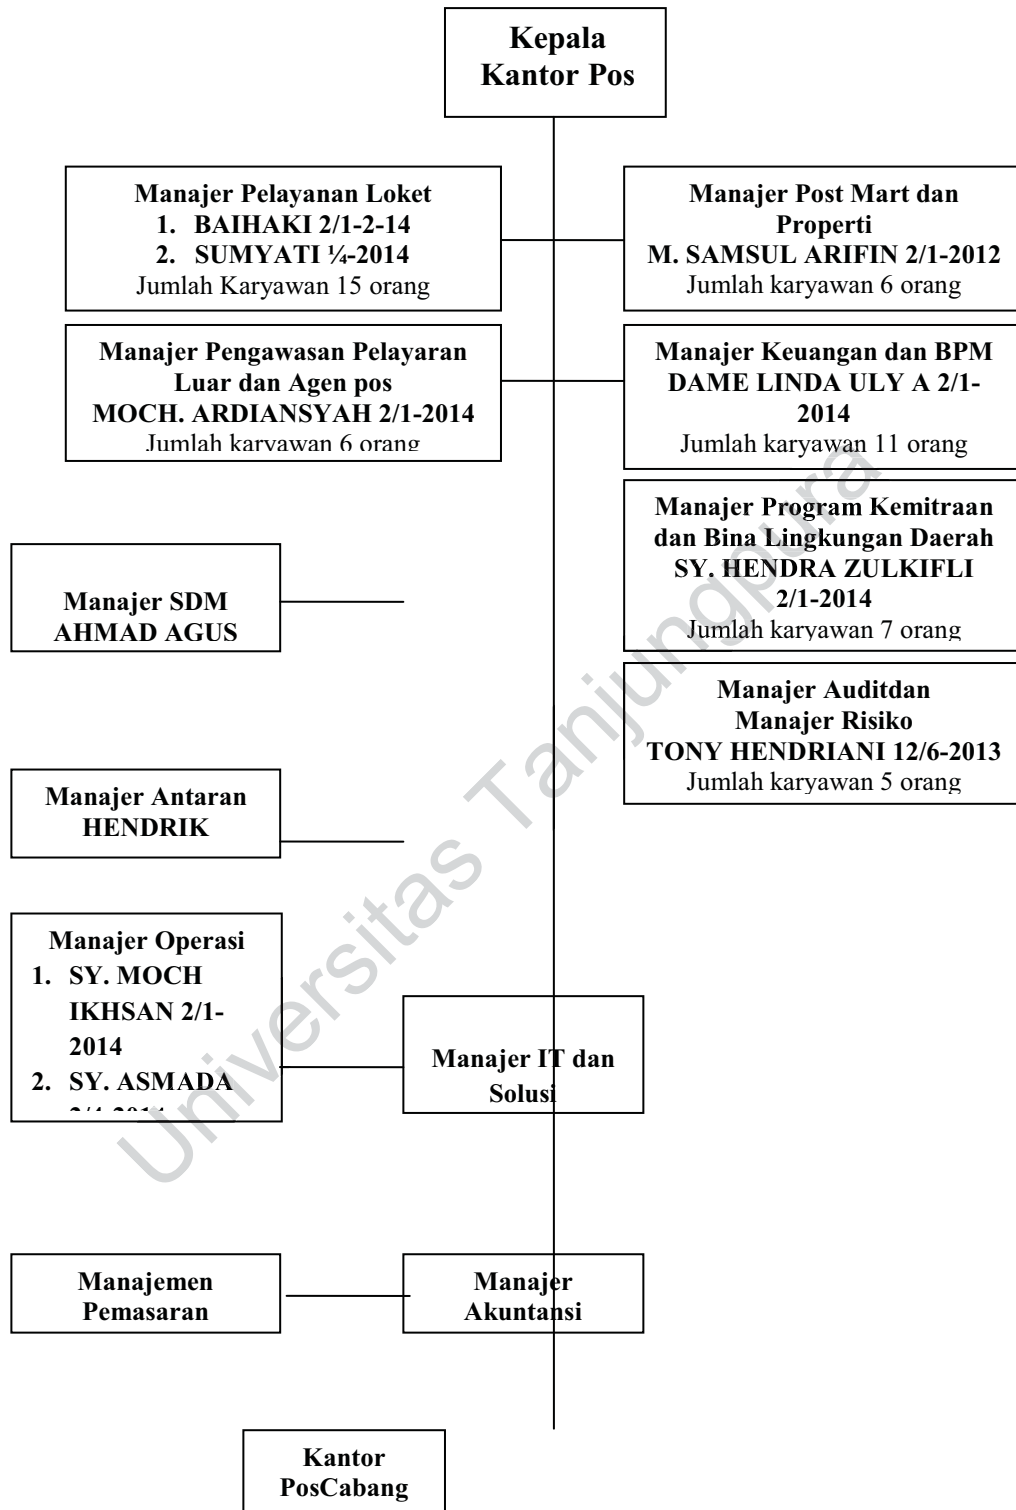 Kepala
Kantor Pos
Manajer Pelayanan Loket
1. BAIHAKI 2/1-2-14
2. SUMYATI ¼-2014
Jumlah Karyawan 15 orang
Manajer Post Mart dan
Properti
M. SAMSUL ARIFIN 2/1-2012
Jumlah karyawan 6 orang
Manajer Pengawasan Pelayaran
Luar dan Agen pos
MOCH. ARDIANSYAH 2/1-2014
Jumlah karyawan 6 orang
Manajer Keuangan dan BPM
DAME LINDA ULY A 2/1-
2014
Jumlah karyawan 11 orang
Manajer Program Kemitraan
dan Bina Lingkungan Daerah
SY. HENDRA ZULKIFLI
2/1-2014
Jumlah karyawan 7 orang
Manajer SDM
AHMAD AGUS
Manajer Auditdan
Manajer Risiko
TONY HENDRIANI 12/6-2013
Jumlah karyawan 5 orang
Manajer Antaran
HENDRIK
Manajer Operasi
1. SY. MOCH
IKHSAN 2/1-
2014
2. SY. ASMADA
Manajer IT dan
Solusi
Manajemen
Pemasaran
Manajer
Akuntansi
Kantor
PosCabang
Universitas Tanjungpura